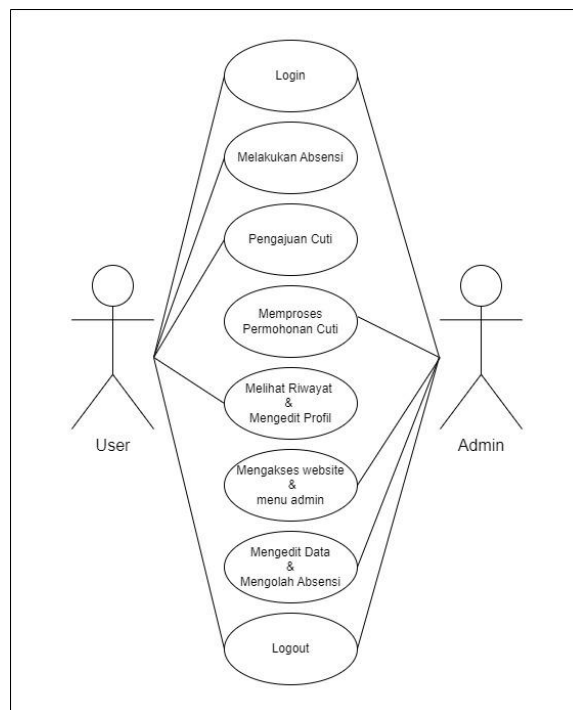 Login
Melakukan Absensi
Pengajuan Cuti
Memproses
Permohonan Cuti
Melihat Riwayat
&
Mengedit Profil
User
Admin
Mengakses website
&
menu admin
Mengedit Data
&
Mengolah Absensi
Logout